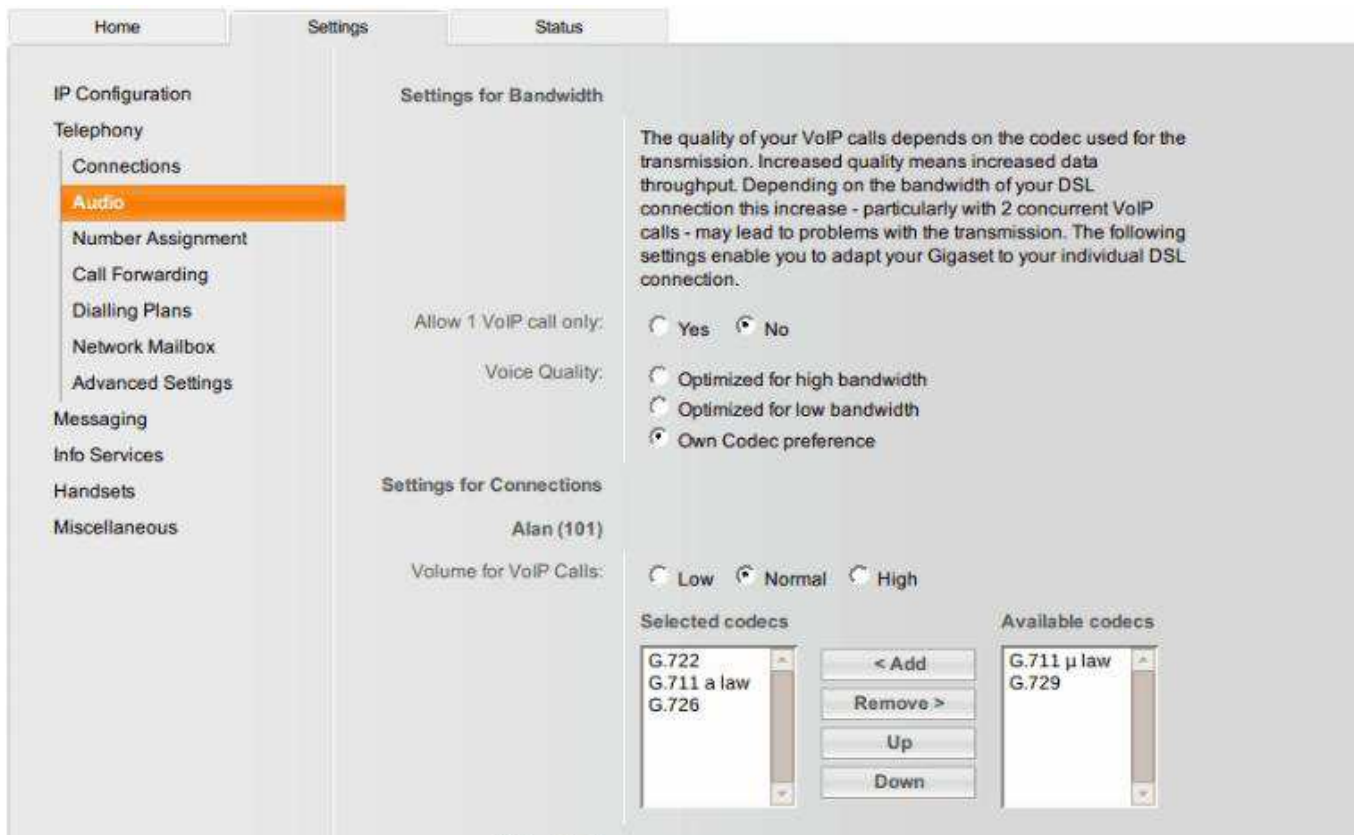 Home
Settings
Status
IP Configuration
Telephony
Connections
Audio
Number Assignment
Call Forwarding
Dialling Plans
Network Mailbox
Advanced Settings
Messaging
Info Services
Handsets
Miscellaneous
Settings for Bandwidth
The quality of your VoIP calls depends on the codec used for the
transmission. Increased quality means increased data
throughput. Depending on the bandwidth of your DSL
connection this increase - particularly with 2 concurrent VoIP
calls - may lead to problems with the transmission. The following
settings enable you to adapt your Gigaset to your individual DSL
connection.
Allow 1 VoIP call only:
Yes No
Voice Quality:
Optimized for high bandwidth
Optimized for low bandwidth
Own Codec preference
Settings for Connections
Alan (101)
Volume for VoIP Calls:
Low Normal High
Selected codecs
G.722
G.711 a law
G.726
< Add
Remove >
Up
Down
Available codecs
G.711 µ law
G.729